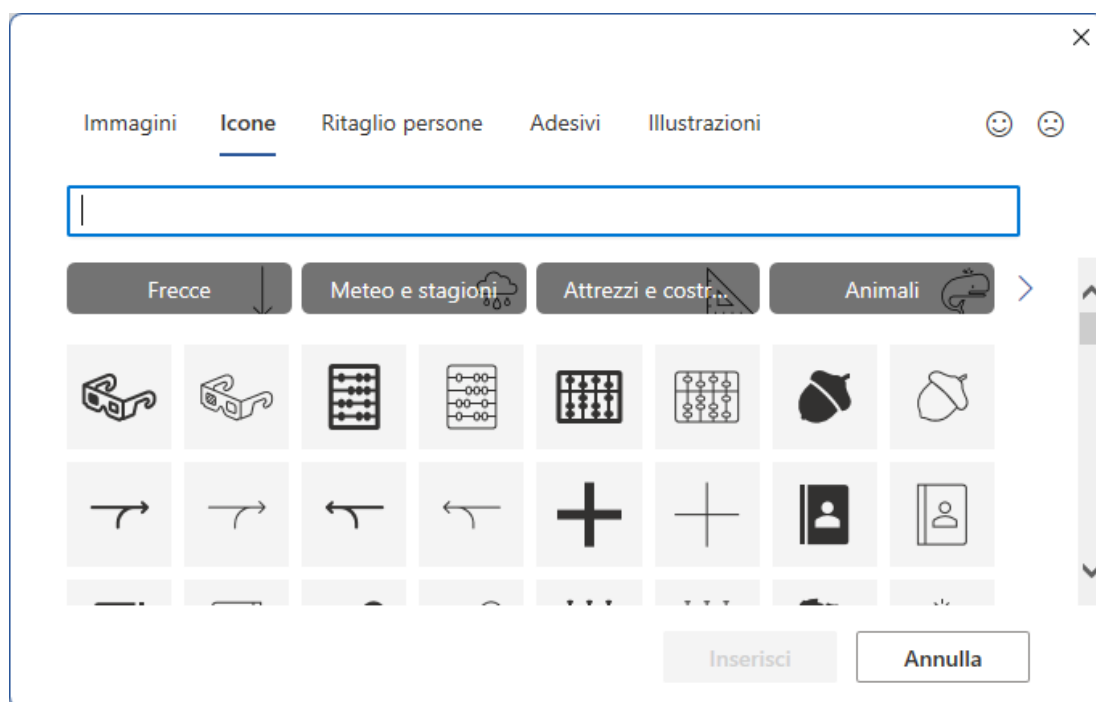 Immagini Icone Ritaglio persone Adesivi Illustrazioni
Frecce Meteo e stagioni Attrezzi e costr... Animali
Inserisci Annulla